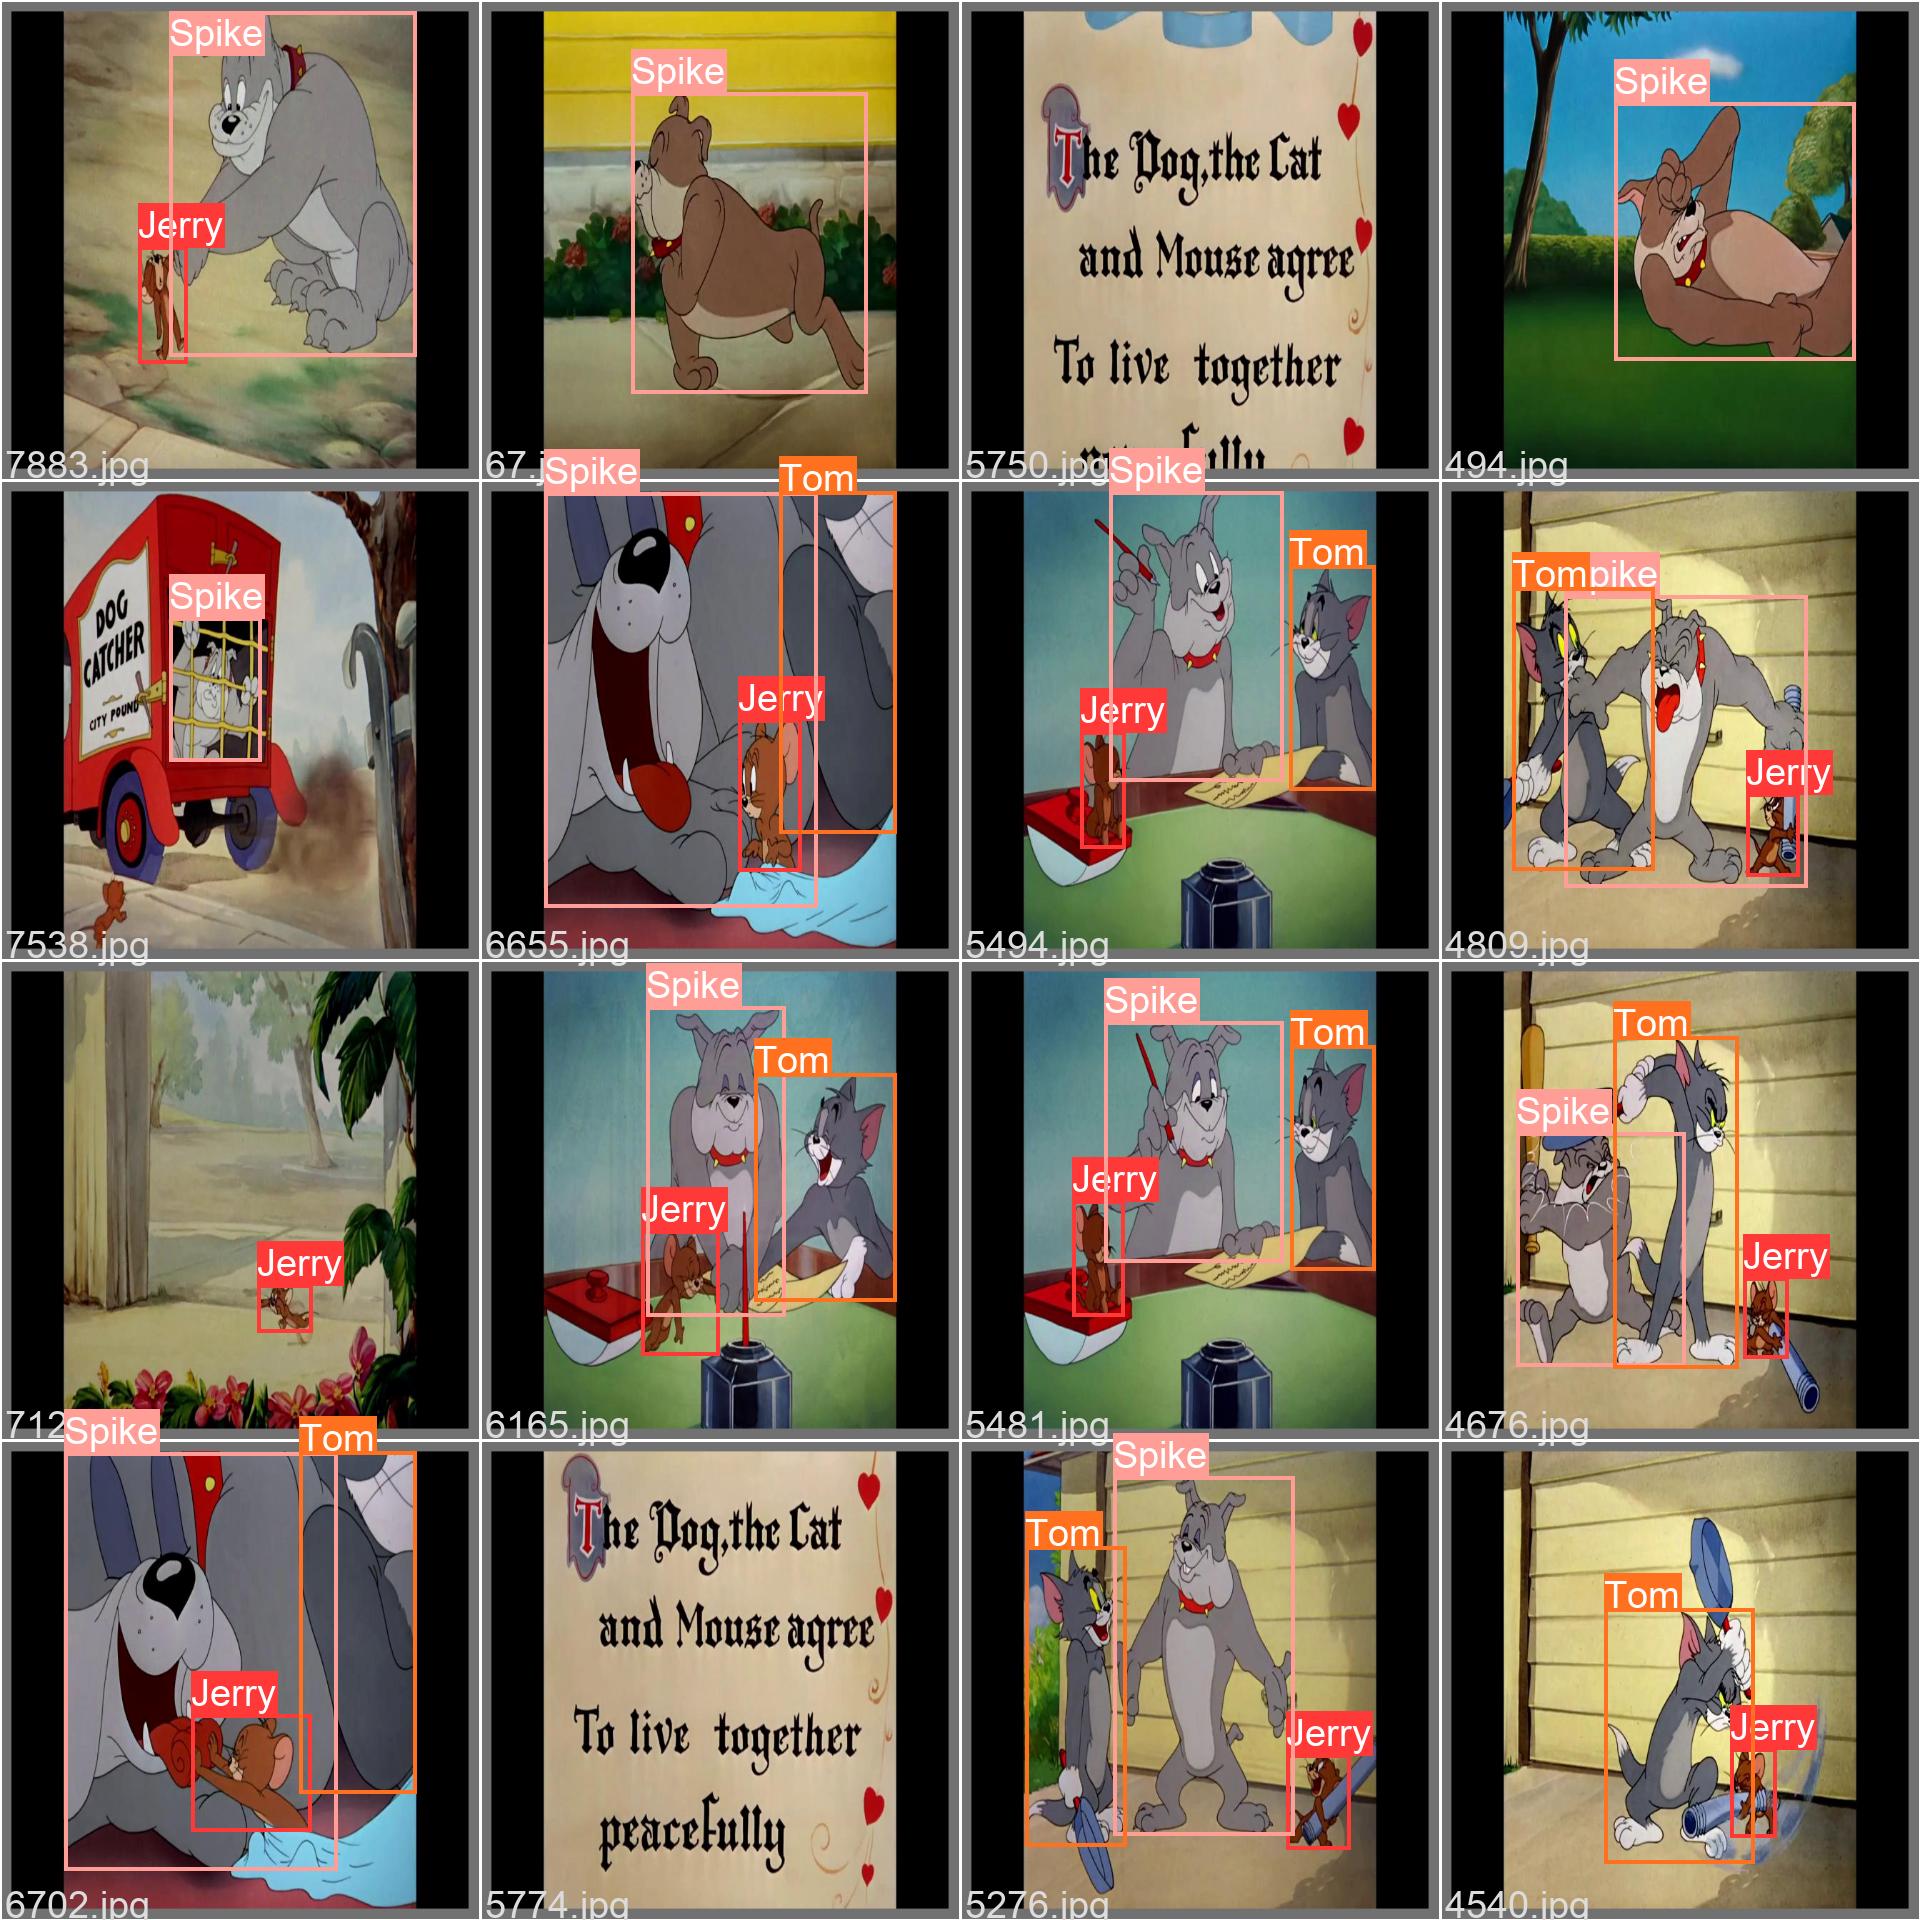 Spike
Jerry
7883.jpg
Spike
67.j
The Dog, the Cat
and Mouse agree
To live together
5750.jpg
Spike
494.jpg
DOG
CATCHER
CITY POUND
Spike
7538.jpg
Spike
Tom
Jerry
6655.jpg
Spike
Tom
Jerry
5494.jpg
Tom
pike
Jerry
4809.jpg
Jerry
712
Spike
Tom
Jerry
6165.jpg
Spike
Tom
Jerry
5481.jpg
Tom
Spike
Jerry
4676.jpg
Spike
Tom
Jerry
6702.jpg
The Dog, the Cat
and Mouse agree
To live together
peacefully
5774.jpg
Spike
Tom
Jerry
5276.jpg
Tom
Jerry
4540.jpg